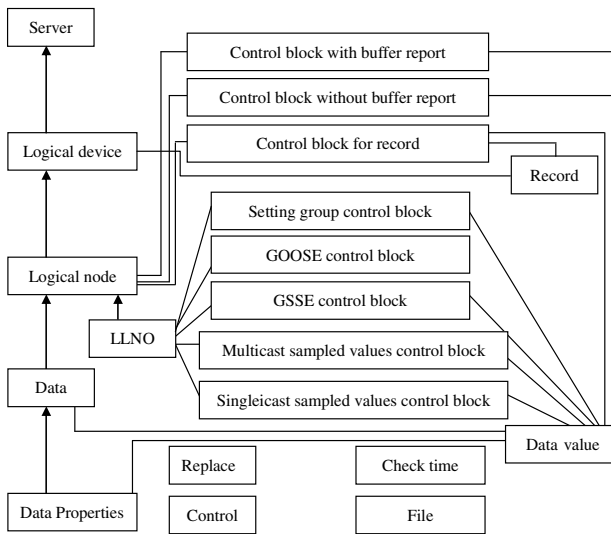 Server
Control block with buffer report
Control block without buffer report
Logical device
Control block for record
Record
Setting group control block
Logical node
GOOSE control block
GSSE control block
LLNO
Multicast sampled values control block
Data
Singleicast sampled values control block
Data value
Replace
Check time
Data Properties
Control
File